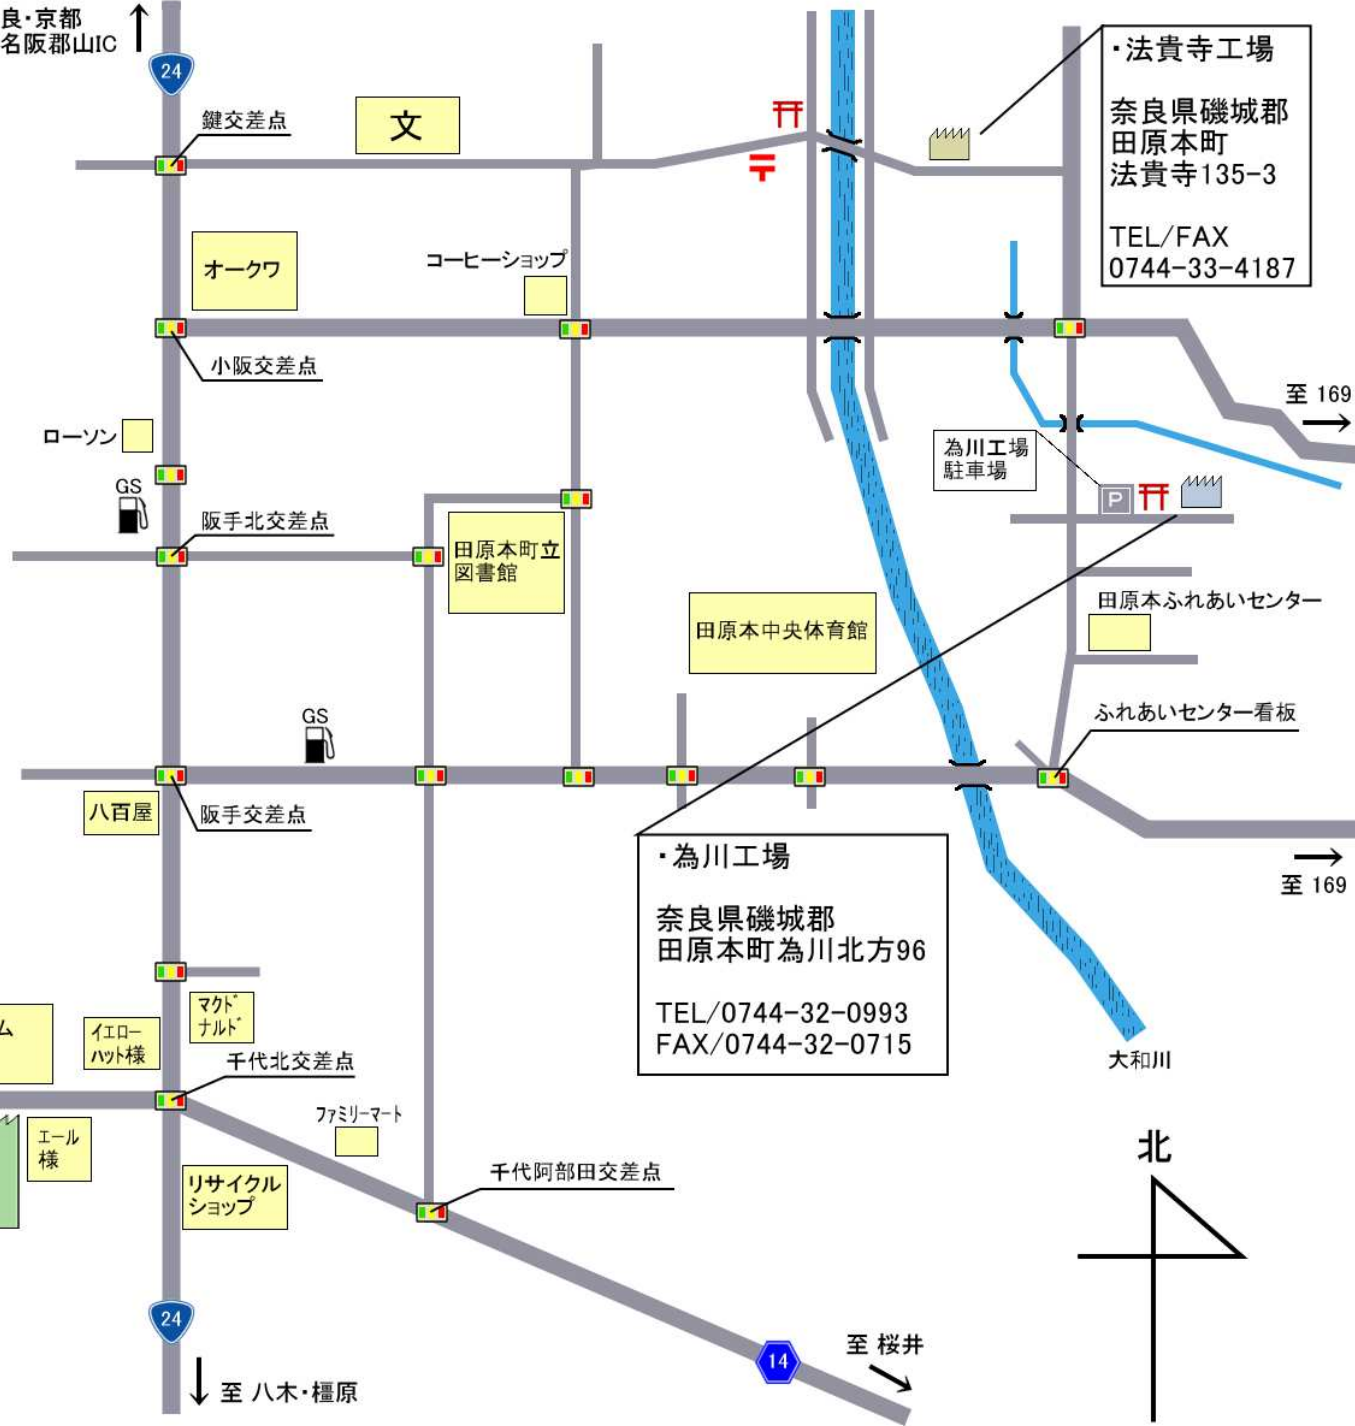 良・京都
名阪郡山IC
24
・法貴寺工場
奈良県磯城郡
田原本町
法貴寺135-3
TEL/FAX
0744-33-4187
鍵交差点
文
オークワ
コーヒーショップ
小阪交差点
至 169
ローソン
為川工場
駐車場
GS
P
阪手北交差点
田原本町立
図書館
田原本ふれあいセンター
田原本中央体育館
GS
ふれあいセンター看板
八百屋
阪手交差点
・為川工場
奈良県磯城郡
田原本町為川北方96
TEL/0744-32-0993
FAX/0744-32-0715
至 169
マクド
ナルド
ム
イエロー
ハット様
千代北交差点
大和川
ファミリーマート
エール
様
北
千代阿部田交差点
リサイクル
ショップ
24
至 桜井
14
至 八木・橿原